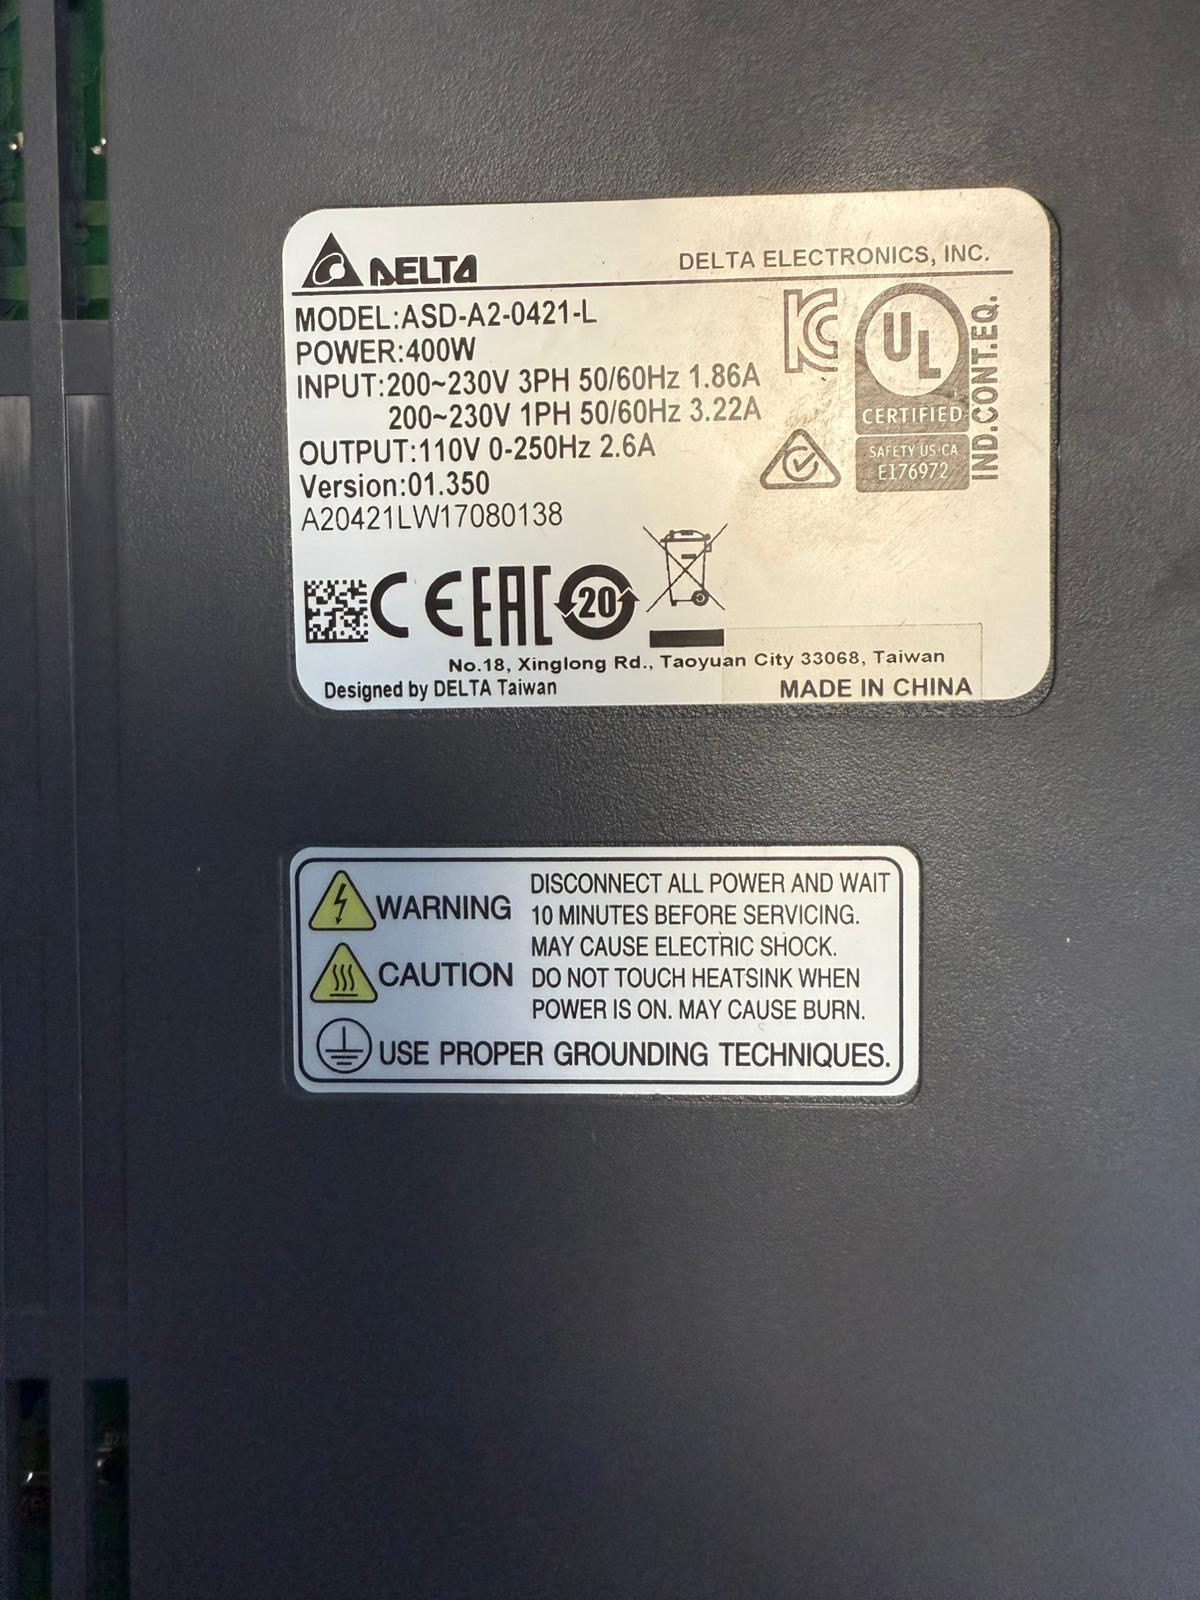 DELTA
DELTA ELECTRONICS, INC.
MODEL:ASD-A2-0421-L
POWER:400W
INPUT:200~230V 3PH 50/60Hz 1.86A
200~230V 1PH 50/60Hz 3.22A
OUTPUT:110V 0-250Hz 2.6A
Version:01.350
A20421LW17080138
UL
CERTIFIED
SAFETY US·CA
E176972
IND.CONT.EQ.
CE EAC 20
No.18, Xinglong Rd., Taoyuan City 33068, Taiwan
Designed by DELTA Taiwan
MADE IN CHINA
WARNING
DISCONNECT ALL POWER AND WAIT
10 MINUTES BEFORE SERVICING.
MAY CAUSE ELECTRIC SHOCK.
CAUTION
DO NOT TOUCH HEATSINK WHEN
POWER IS ON. MAY CAUSE BURN.
USE PROPER GROUNDING TECHNIQUES.